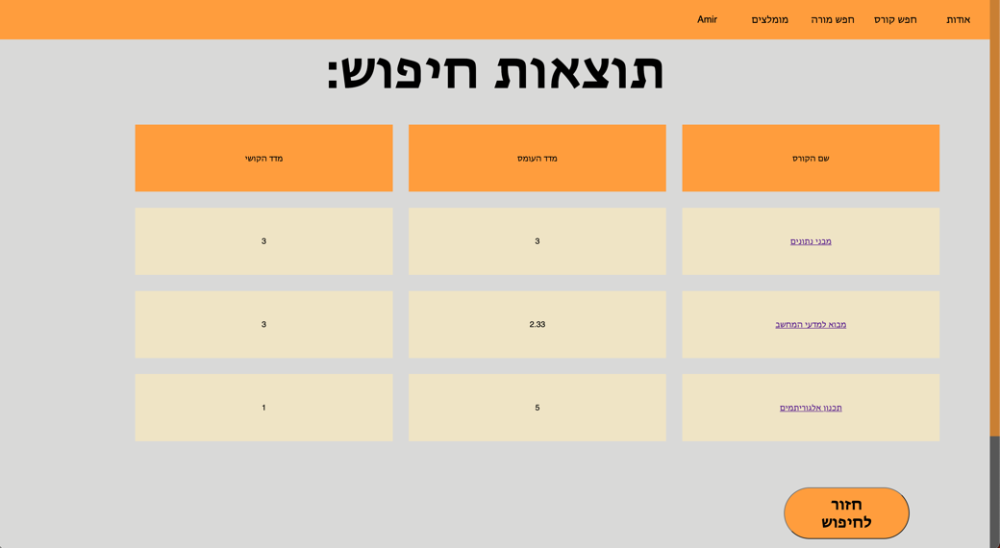 אודות
חפש קורס
חפש מורה
מומלצים
Amir
תוצאות חיפוש:
שם הקורס
מדד העומס
מדד הקושי
מבני נתונים
3
3
מבוא למדעי המחשב
2.33
3
תכנון אלגוריתמים
5
1
חזור
לחיפוש